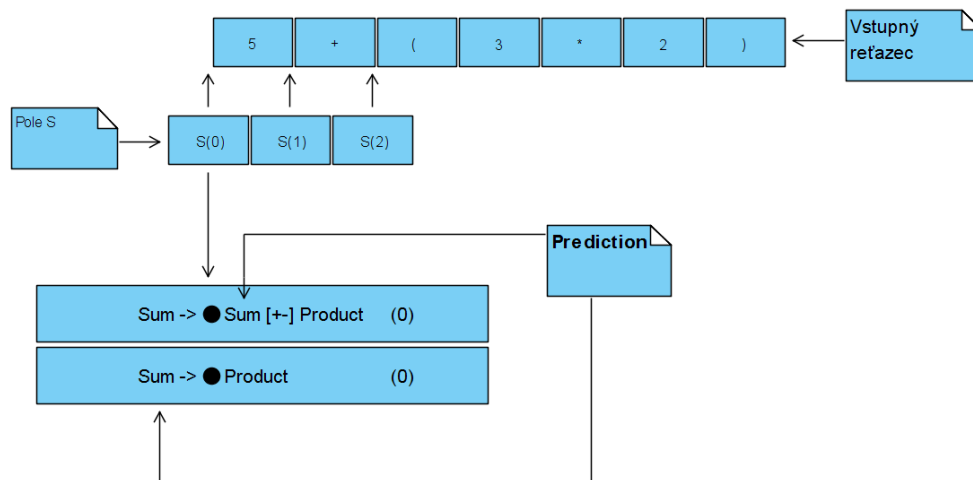 5 + ( 3 * 2 )
Vstupný
reťazec
Pole S
S(0) S(1) S(2)
Prediction
Sum -> ● Sum [+-] Product (0)
Sum -> ● Product (0)